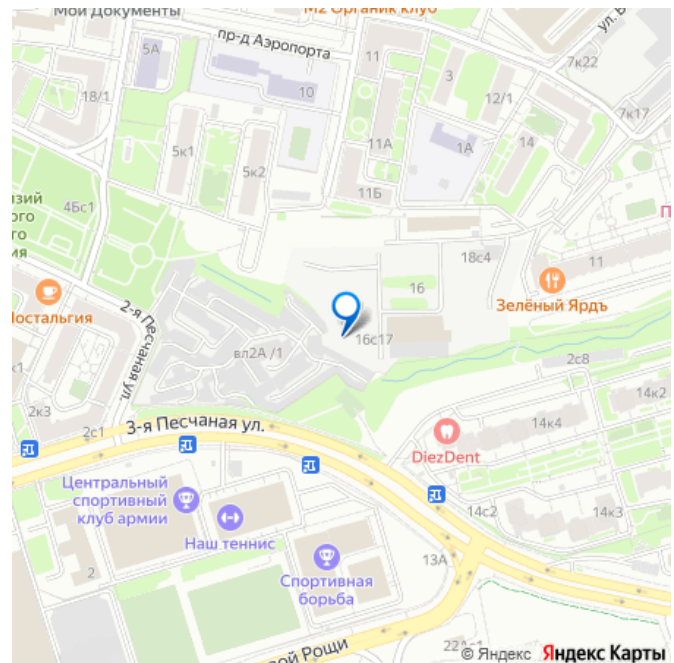 Мои Документы
М2 Органик клуб
пр-д Аэропорта
5А
11
3
7к22
18/1
10
12/1
7к17
5к1
5к2
11А
1А
14
11Б
4Бс1
18с4
11
16
Зелёный Ярдъ
Ностальгия
2-я Песчаная ул.
16с17
вл2А /1
2с8
14к2
2к3
2с1
3-я Песчаная ул.
14к4
DiezDent
Центральный
спортивный
клуб армии
Наш теннис
14с2
14к3
2
Спортивная
борьба
13А
© Яндекс Яндекс Карты